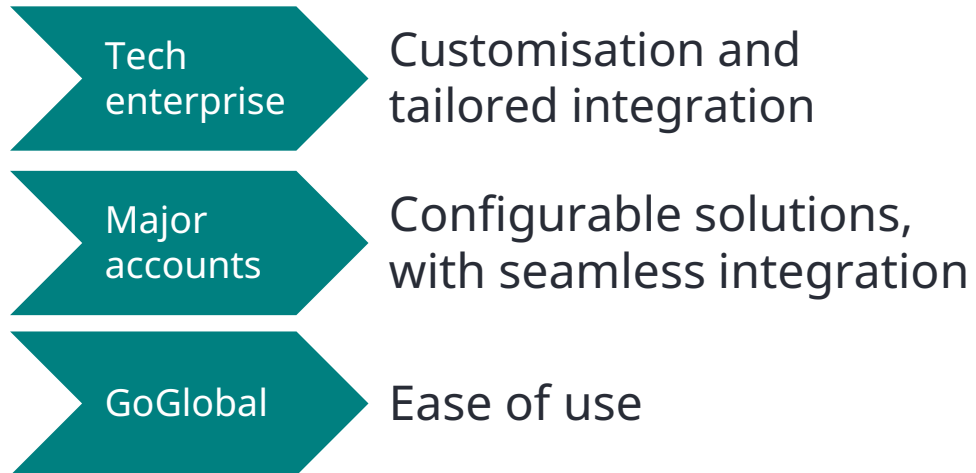 Tech
enterprise
Customisation and
tailored integration
Major
accounts
Configurable solutions,
with seamless integration
GoGlobal
Ease of use